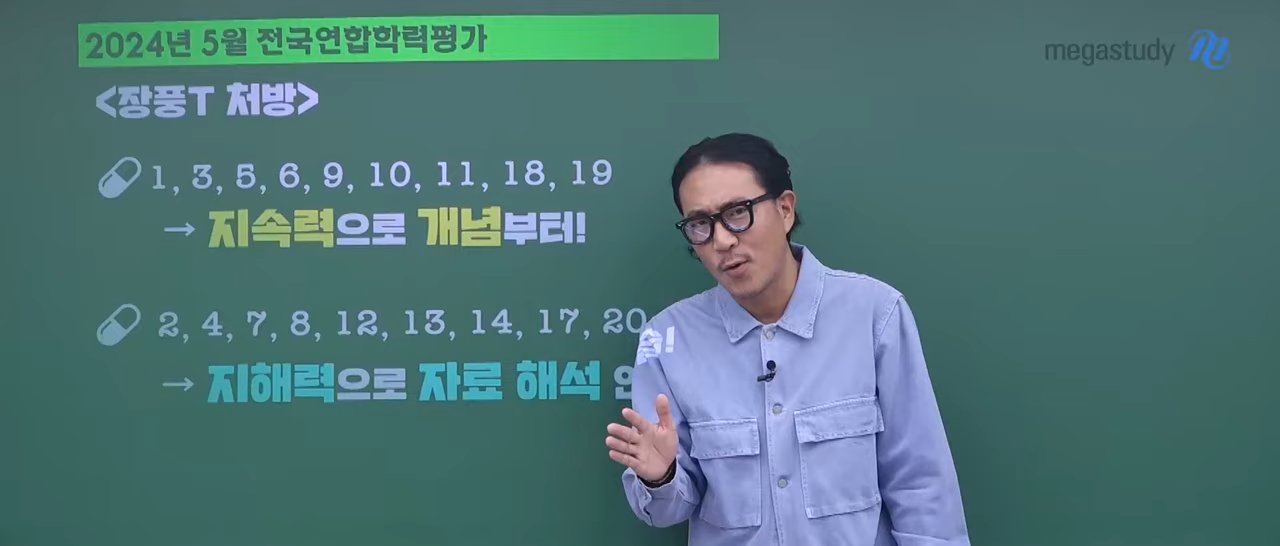 2024년 5월 전국연합학력평가
megastudy
<장풍T 처방>
1, 3, 5, 6, 9, 10, 11, 18, 19
→ 지속력으로 개념부터!
2, 4, 7, 8, 12, 13, 14, 17, 20
→ 지해력으로 자료 해석